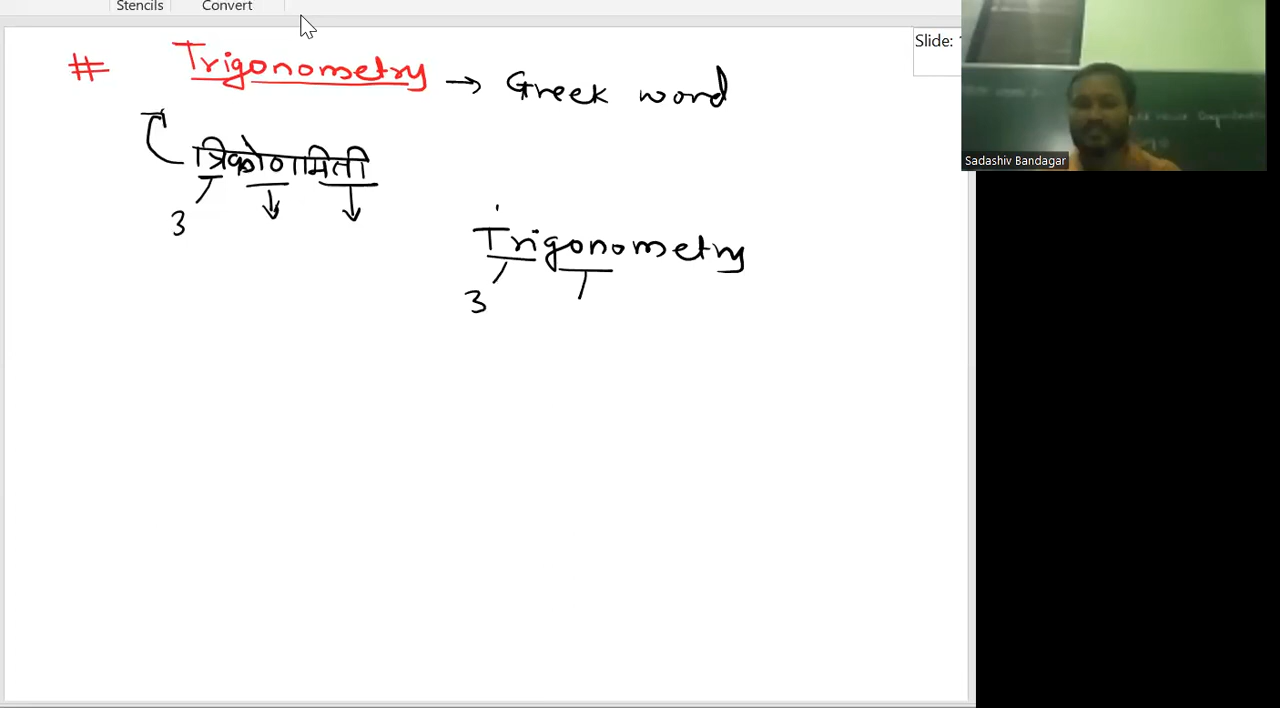 Stencils Convert
# Trigonometry → Greek word
Slide:
त्रिकोणमिती
3
Sadashiv Bandagar
Trigonometry
3